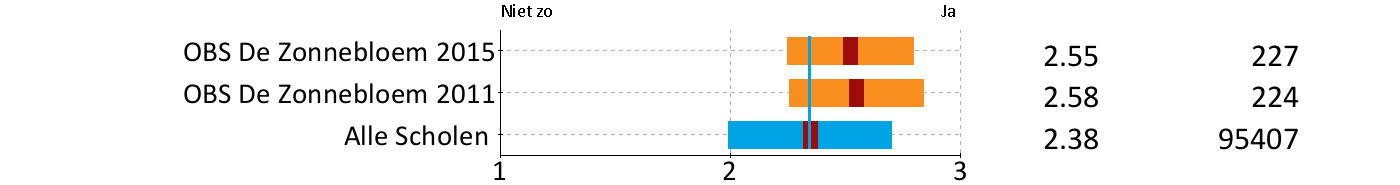 Niet zo Ja
OBS De Zonnebloem 2015 2.55 227
OBS De Zonnebloem 2011 2.58 224
Alle Scholen 2.38 95407
1 2 3